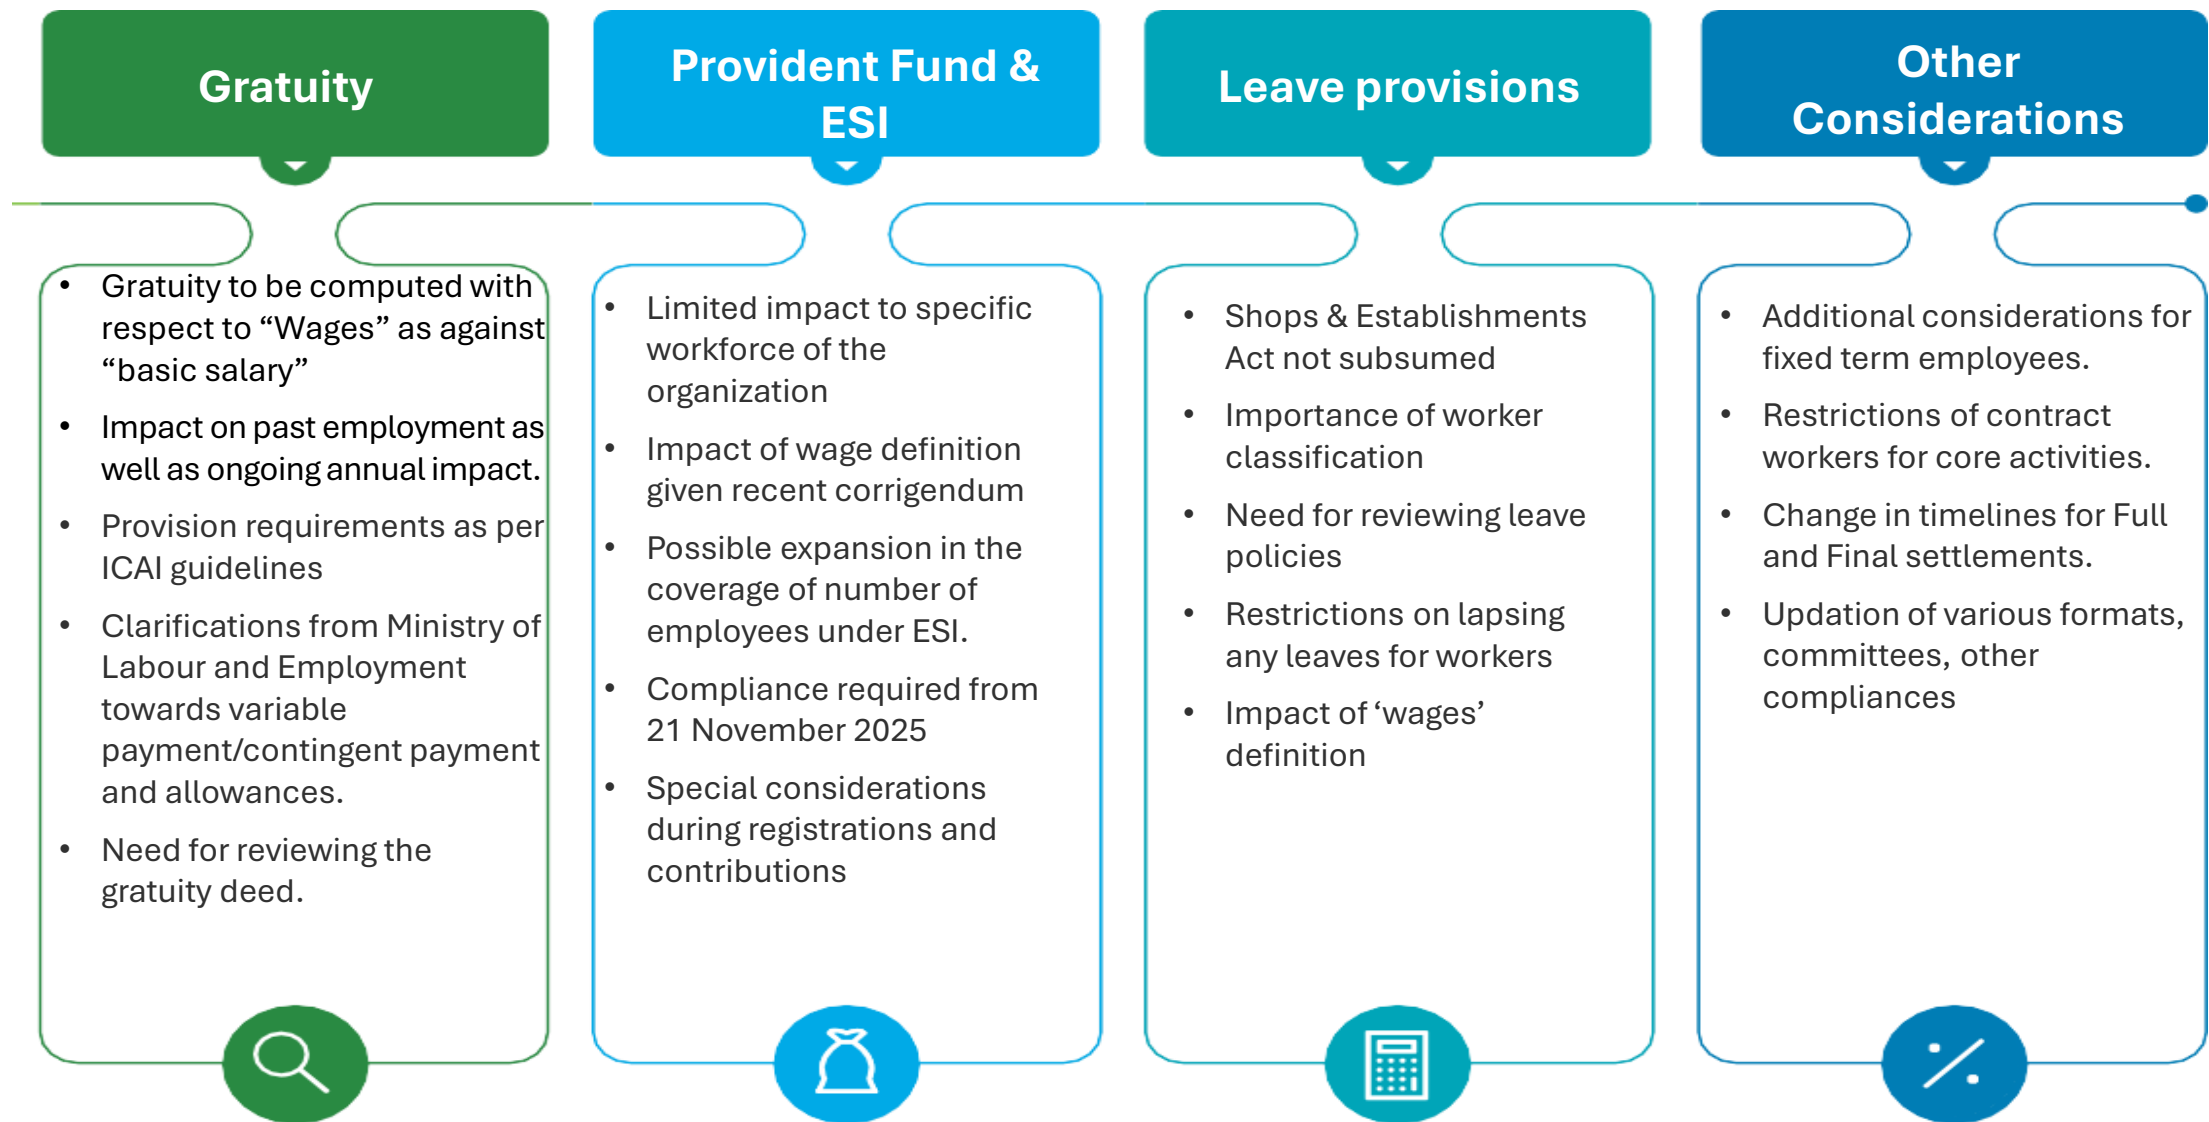 Gratuity
• Gratuity to be computed with
respect to “Wages” as against
“basic salary”
• Impact on past employment as
well as ongoing annual impact.
• Provision requirements as per
ICAI guidelines
• Clarifications from Ministry of
Labour and Employment
towards variable
payment/contingent payment
and allowances.
• Need for reviewing the
gratuity deed.
Provident Fund &
ESI
• Limited impact to specific
workforce of the
organization
• Impact of wage definition
given recent corrigendum
• Possible expansion in the
coverage of number of
employees under ESI.
• Compliance required from
21 November 2025
• Special considerations
during registrations and
contributions
Leave provisions
• Shops & Establishments
Act not subsumed
• Importance of worker
classification
• Need for reviewing leave
policies
• Restrictions on lapsing
any leaves for workers
• Impact of ‘wages’
definition
Other
Considerations
• Additional considerations for
fixed term employees.
• Restrictions of contract
workers for core activities.
• Change in timelines for Full
and Final settlements.
• Updation of various formats,
committees, other
compliances